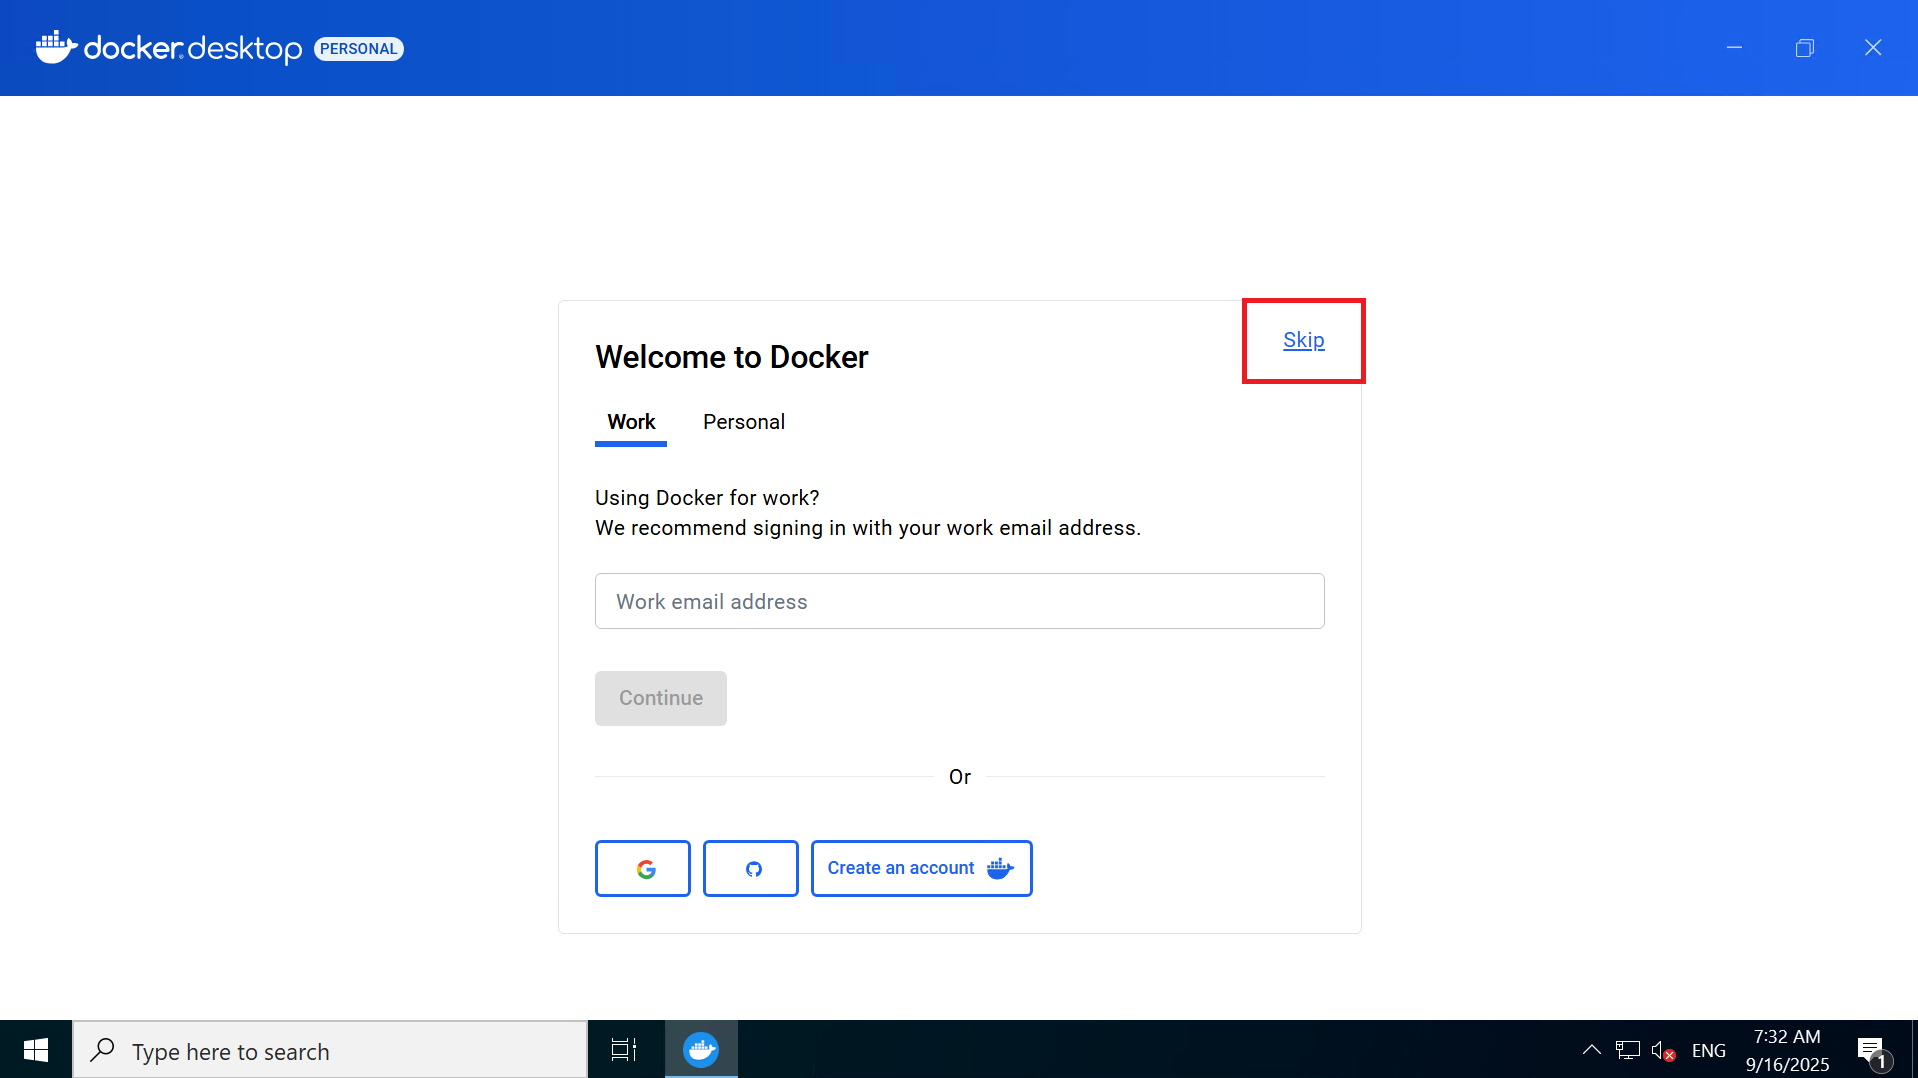 docker desktop PERSONAL
Skip
Welcome to Docker
Work Personal
Using Docker for work?
We recommend signing in with your work email address.
Work email address
Continue
Or
Create an account
Type here to search
ENG
7:32 AM
9/16/2025
1